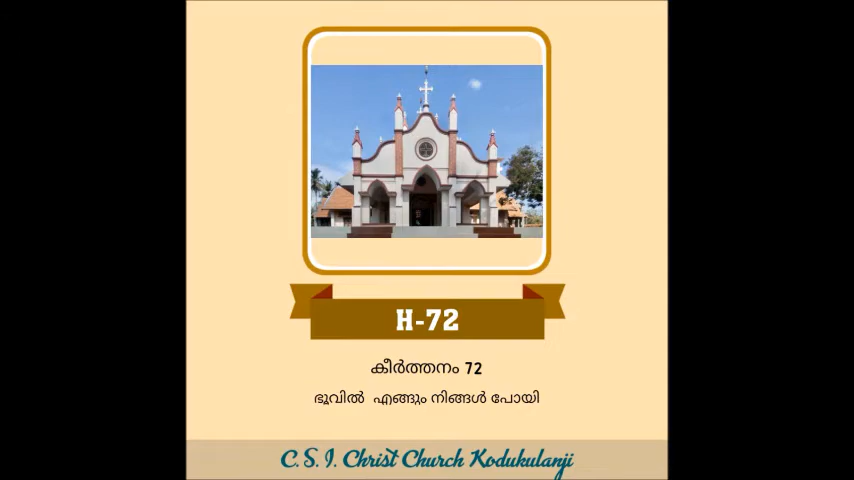 H-72
കീർത്തനം 72
ഭൂവിൽ എങ്ങും നിങ്ങൾ പോയി
C. S. I. Christ Church Kodukulanji